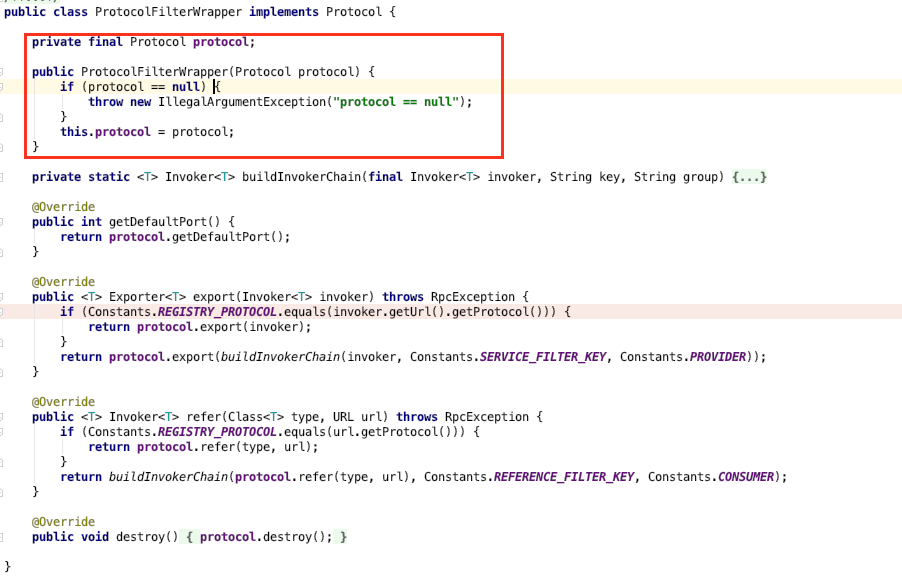 public class ProtocolFilterWrapper implements Protocol {
private final Protocol protocol;
public ProtocolFilterWrapper(Protocol protocol) {
if (protocol == null) {
throw new IllegalArgumentException("protocol == null");
}
this.protocol = protocol;
}
private static <T> Invoker<T> buildInvokerChain(final Invoker<T> invoker, String key, String group) {...}
@Override
public int getDefaultPort() {
return protocol.getDefaultPort();
}
@Override
public <T> Exporter<T> export(Invoker<T> invoker) throws RpcException {
if (Constants.REGISTRY_PROTOCOL.equals(invoker.getUrl().getProtocol())) {
return protocol.export(invoker);
}
return protocol.export(buildInvokerChain(invoker, Constants.SERVICE_FILTER_KEY, Constants.PROVIDER));
}
@Override
public <T> Invoker<T> refer(Class<T> type, URL url) throws RpcException {
if (Constants.REGISTRY_PROTOCOL.equals(url.getProtocol())) {
return protocol.refer(type, url);
}
return buildInvokerChain(protocol.refer(type, url), Constants.REFERENCE_FILTER_KEY, Constants.CONSUMER);
}
@Override
public void destroy() { protocol.destroy(); }
}